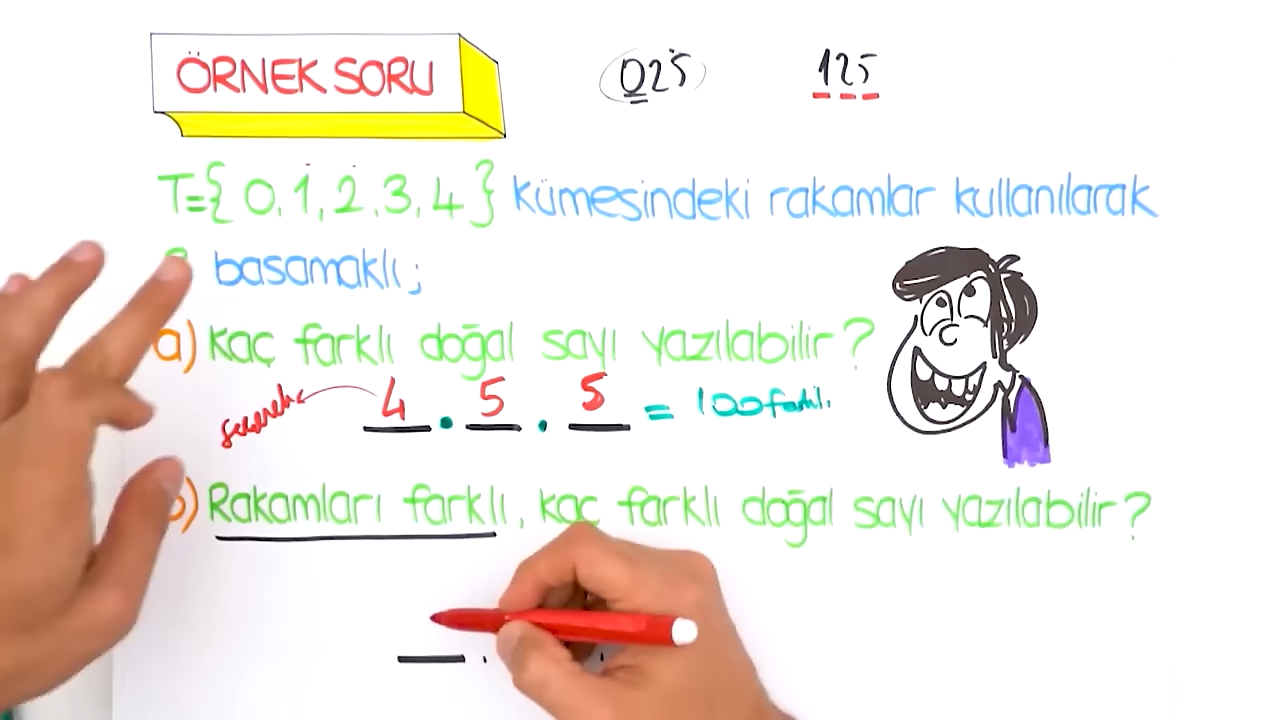 ÖRNEK SORU
025
125
T={0,1,2,3,4} kümesindeki rakamlar kullanılarak
basamaklı;
a) Kaç farklı doğal sayı yazılabilir?
4 . 5 . 5 = 100 farklı.
b) Rakamları farklı, kaç farklı doğal sayı yazılabilir?